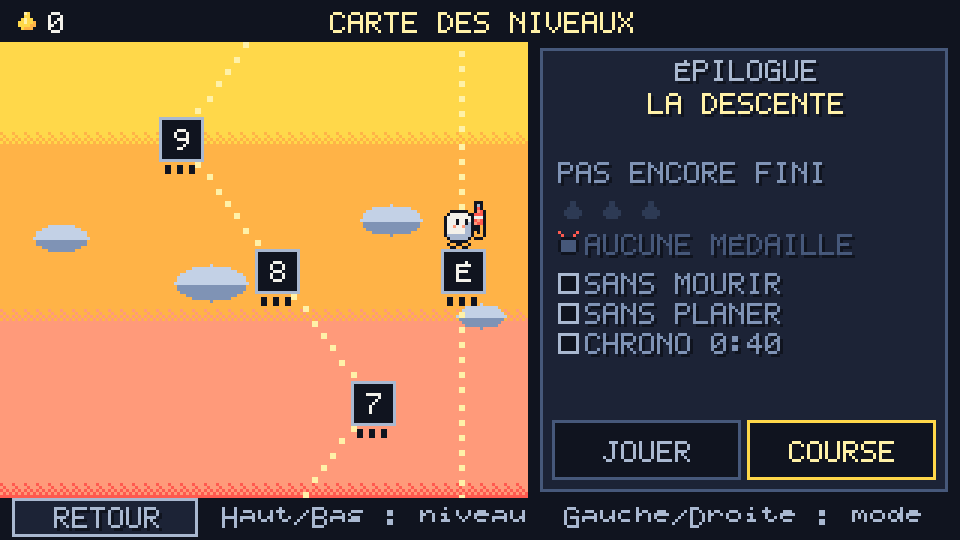 0
CARTE DES NIVEAUX
9
8
É
7
ÉPILOGUE
LA DESCENTE
PAS ENCORE FINI
AUCUNE MÉDAILLE
SANS MOURIR
SANS PLANER
CHRONO 0:40
JOUER
COURSE
RETOUR
Haut/Bas : niveau
Gauche/Droite : mode